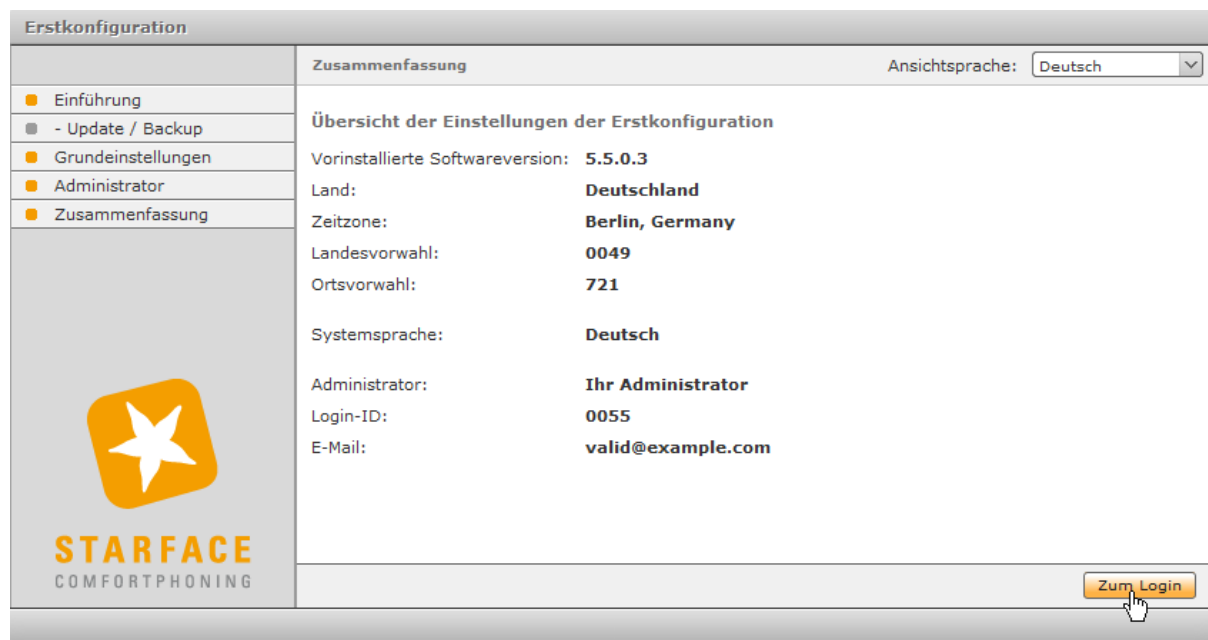 Erstkonfiguration
Zusammenfassung Ansichtsprache: Deutsch
Einführung
- Update / Backup
Grundeinstellungen
Administrator
Zusammenfassung
Übersicht der Einstellungen der Erstkonfiguration
Vorinstallierte Softwareversion: 5.5.0.3
Land: Deutschland
Zeitzone: Berlin, Germany
Landesvorwahl: 0049
Ortsvorwahl: 721
Systemsprache: Deutsch
Administrator: Ihr Administrator
Login-ID: 0055
E-Mail: valid@example.com
STARFACE
COMFORTPHONING
Zum Login